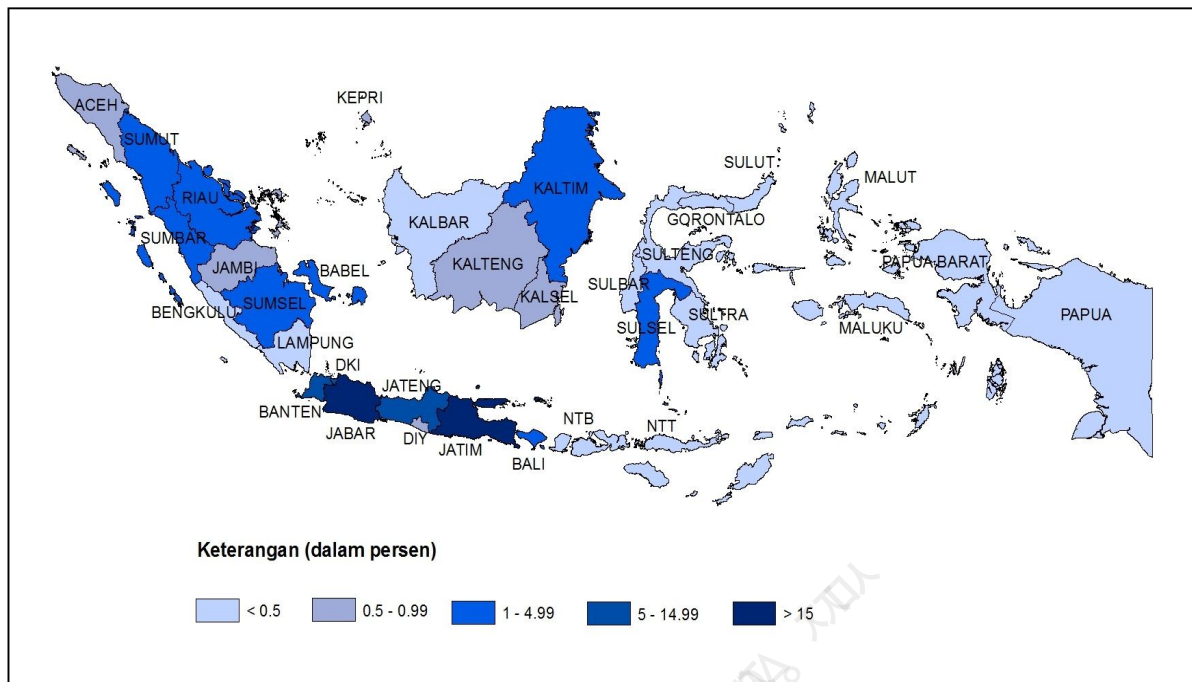 ACEH
KEPRI
SUMUT
SULUT
MALUT
RIAU
KALTIM
KALBAR
GORONTALO
SUMBAR
SULTENG
JAMBI
BABEL
KALTENG
PAPUA BARAT
SULBAR
KALSEL
BENGKULU
SUMSEL
SULTRA
PAPUA
SULSEL
MALUKU
LAMPUNG
DKI
JATENG
BANTEN
NTB
NTT
JABAR
DIY
JATIM
BALI
Keterangan (dalam persen)
< 0.5
0.5 - 0.99
1 - 4.99
5 - 14.99
> 15